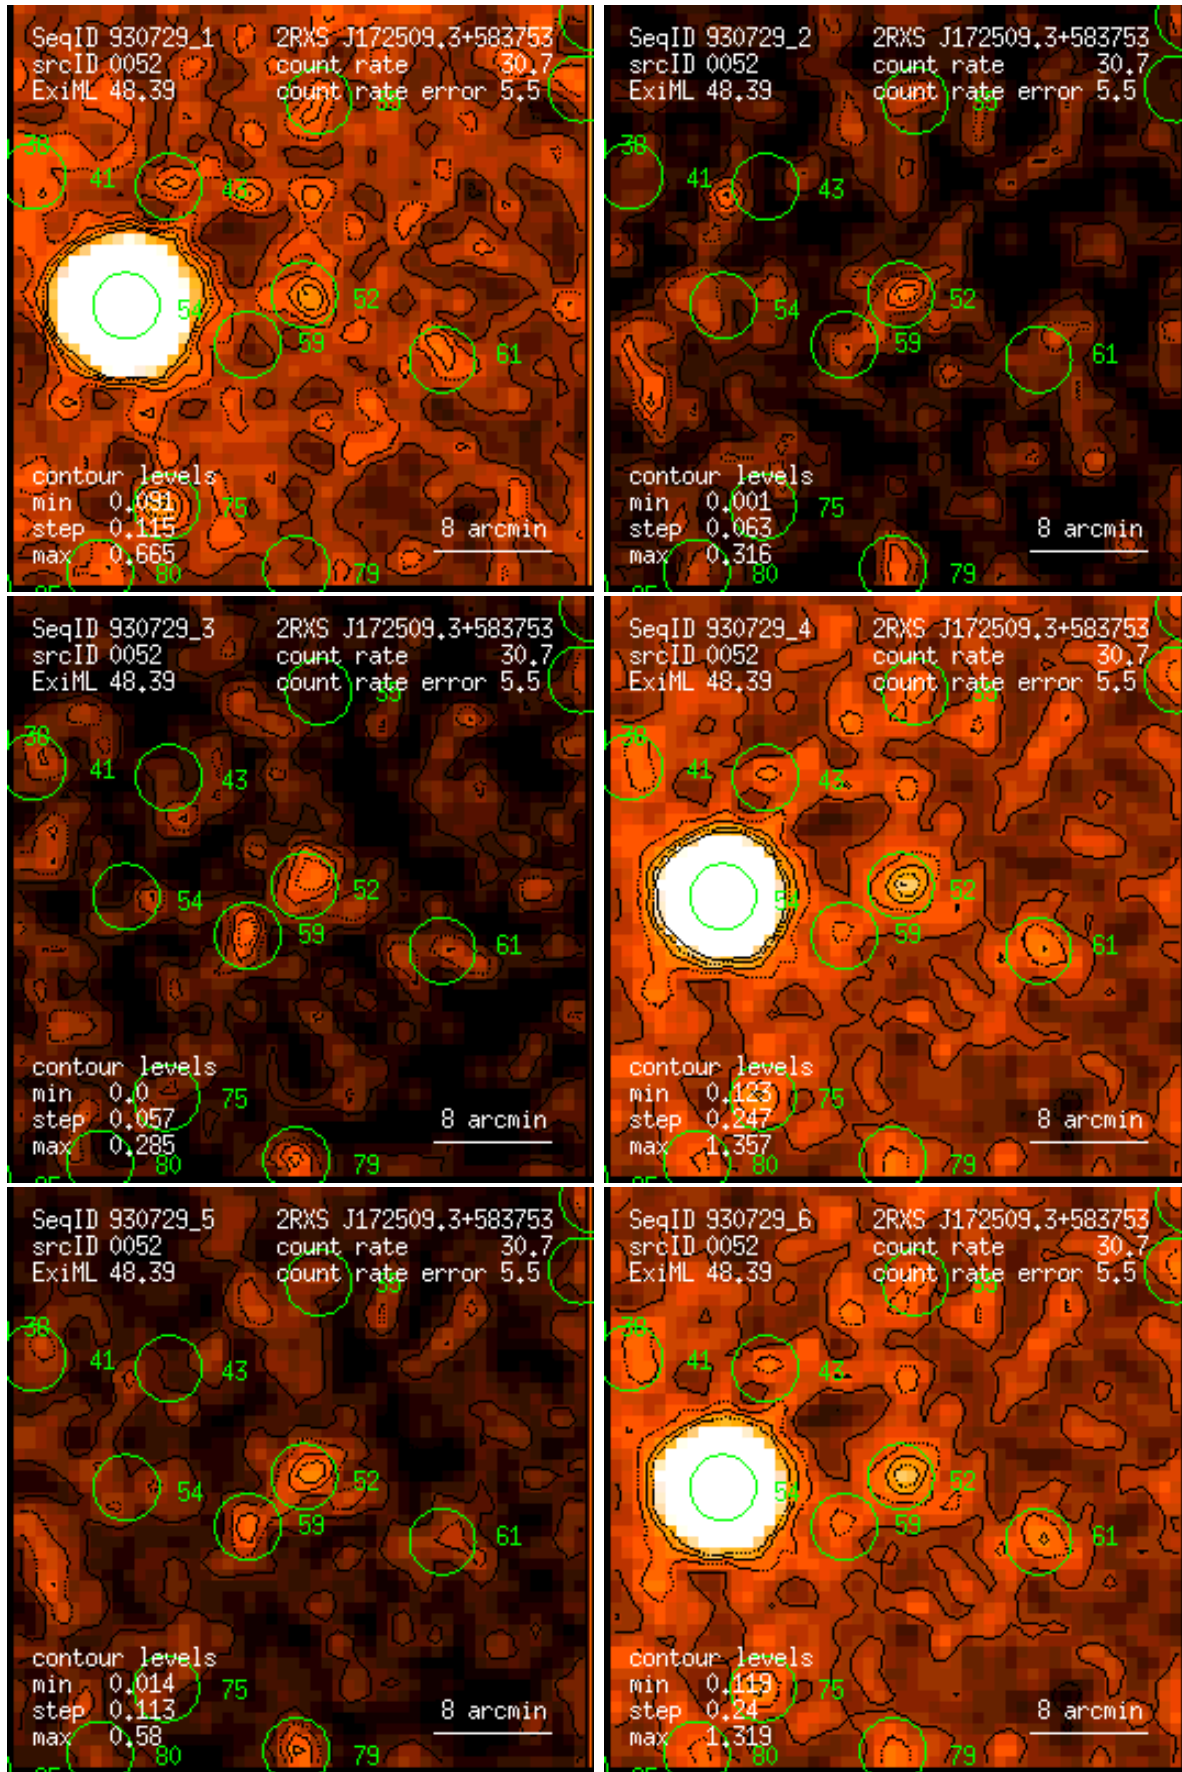 SeqID 930729_1 2RXS J172509.3+583753
srcID 0052 count rate 30.7
ExiML 48.39 count rate error 5.5
55
38
41 43
54 52
59 61
contour levels
min 0.091 75
step 0.115 8 arcmin
max 0.665 80 79
SeqID 930729_2 2RXS J172509.3+583753
srcID 0052 count rate 30.7
ExiML 48.39 count rate error 5.5
55
38
41 43
54 52
59 61
contour levels
min 0.001 75
step 0.063 8 arcmin
max 0.316 80 79
SeqID 930729_3 2RXS J172509.3+583753
srcID 0052 count rate 30.7
ExiML 48.39 count rate error 5.5
55
38
41 43
54 52
59 61
contour levels
min 0.0 75
step 0.057 8 arcmin
max 0.285 80 79
SeqID 930729_4 2RXS J172509.3+583753
srcID 0052 count rate 30.7
ExiML 48.39 count rate error 5.5
55
38
41 43
54 52
59 61
contour levels
min 0.123 75
step 0.247 8 arcmin
max 1.357 80 79
SeqID 930729_5 2RXS J172509.3+583753
srcID 0052 count rate 30.7
ExiML 48.39 count rate error 5.5
55
38
41 43
54 52
59 61
contour levels
min 0.014 75
step 0.113 8 arcmin
max 0.58 80 79
SeqID 930729_6 2RXS J172509.3+583753
srcID 0052 count rate 30.7
ExiML 48.39 count rate error 5.5
55
38
41 43
54 52
59 61
contour levels
min 0.119 75
step 0.24 8 arcmin
max 1.319 80 79